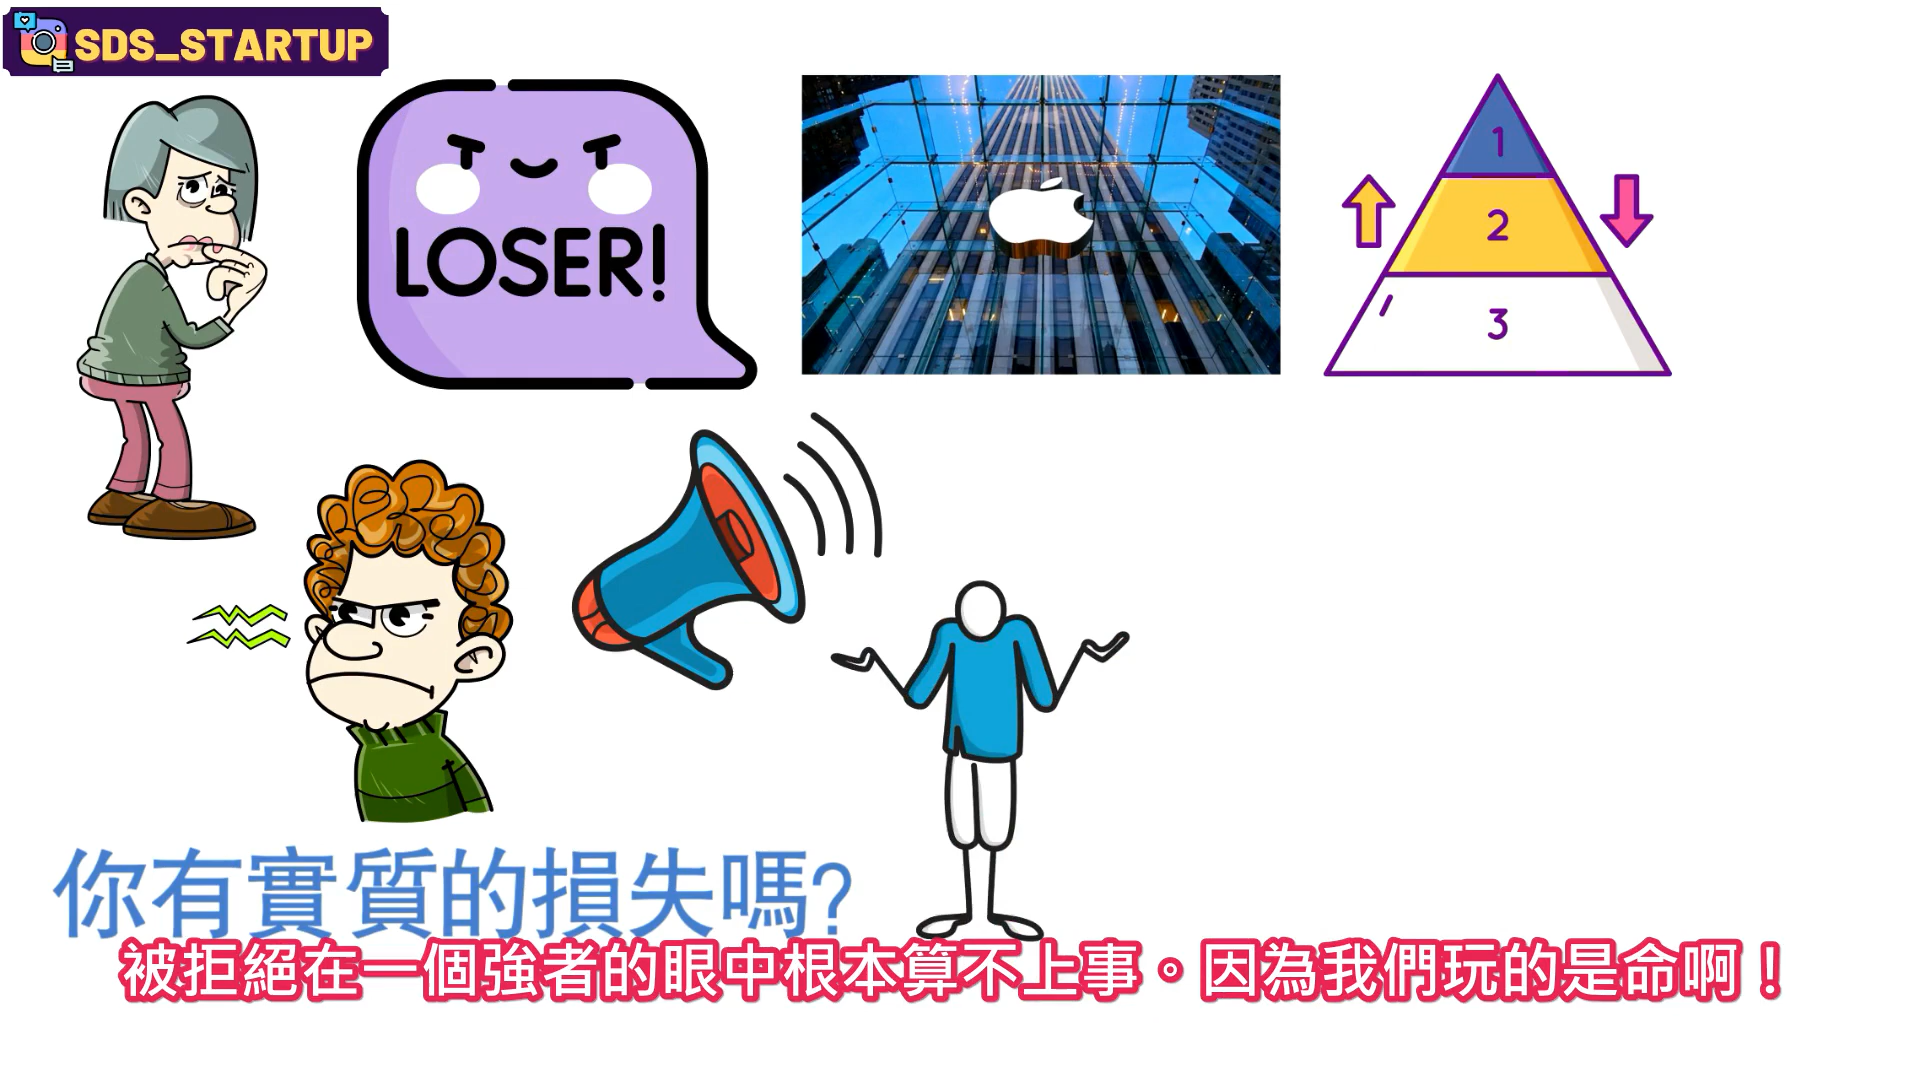 SDS_STARTUP
LOSER!
1
2
3
你有實質的損失嗎?
被拒絕在一個強者的眼中根本算不上事。因為我們玩的是命啊！